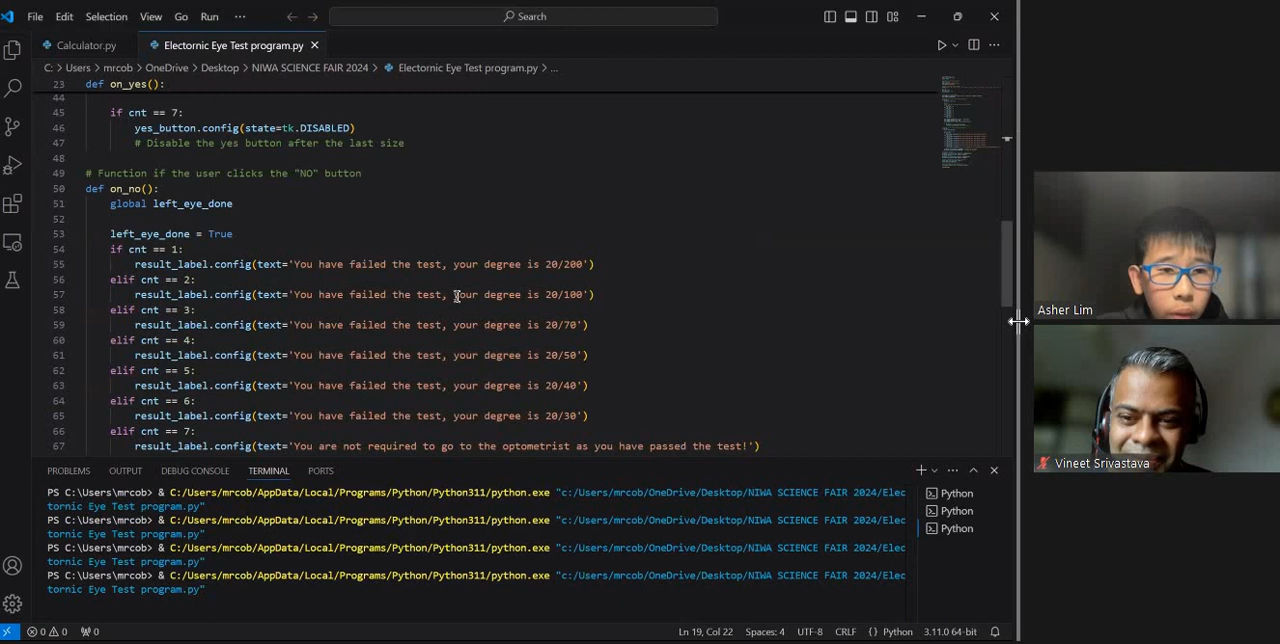 File Edit Selection View Go Run ··· Search
Calculator.py Electornic Eye Test program.py
C: > Users > mrcob > OneDrive > Desktop > NIWA SCIENCE FAIR 2024 > Electornic Eye Test program.py > ...
23 def on_yes():
44
45 if cnt == 7:
46 yes_button.config(state=tk.DISABLED)
47 # Disable the yes button after the last size
48
49 # Function if the user clicks the "NO" button
50 def on_no():
51 global left_eye_done
52
53 left_eye_done = True
54 if cnt == 1:
55 result_label.config(text='You have failed the test, your degree is 20/200')
56 elif cnt == 2:
57 result_label.config(text='You have failed the test, your degree is 20/100')
58 elif cnt == 3:
59 result_label.config(text='You have failed the test, your degree is 20/70')
60 elif cnt == 4:
61 result_label.config(text='You have failed the test, your degree is 20/50')
62 elif cnt == 5:
63 result_label.config(text='You have failed the test, your degree is 20/40')
64 elif cnt == 6:
65 result_label.config(text='You have failed the test, your degree is 20/30')
66 elif cnt == 7:
67 result_label.config(text='You are not required to go to the optometrist as you have passed the test!')
PROBLEMS OUTPUT DEBUG CONSOLE TERMINAL PORTS
PS C:\Users\mrcob> & C:/Users/mrcob/AppData/Local/Programs/Python/Python311/python.exe "c:/Users/mrcob/OneDrive/Desktop/NIWA SCIENCE FAIR 2024/Elec
tornic Eye Test program.py"
PS C:\Users\mrcob> & C:/Users/mrcob/AppData/Local/Programs/Python/Python311/python.exe "c:/Users/mrcob/OneDrive/Desktop/NIWA SCIENCE FAIR 2024/Elec
tornic Eye Test program.py"
PS C:\Users\mrcob> & C:/Users/mrcob/AppData/Local/Programs/Python/Python311/python.exe "c:/Users/mrcob/OneDrive/Desktop/NIWA SCIENCE FAIR 2024/Elec
tornic Eye Test program.py"
PS C:\Users\mrcob> & C:/Users/mrcob/AppData/Local/Programs/Python/Python311/python.exe "c:/Users/mrcob/OneDrive/Desktop/NIWA SCIENCE FAIR 2024/Elec
tornic Eye Test program.py"
Python
Python
Python
0 0 0 Ln 19, Col 22 Spaces: 4 UTF-8 CRLF {} Python 3.11.0 64-bit
Asher Lim
Vineet Srivastava